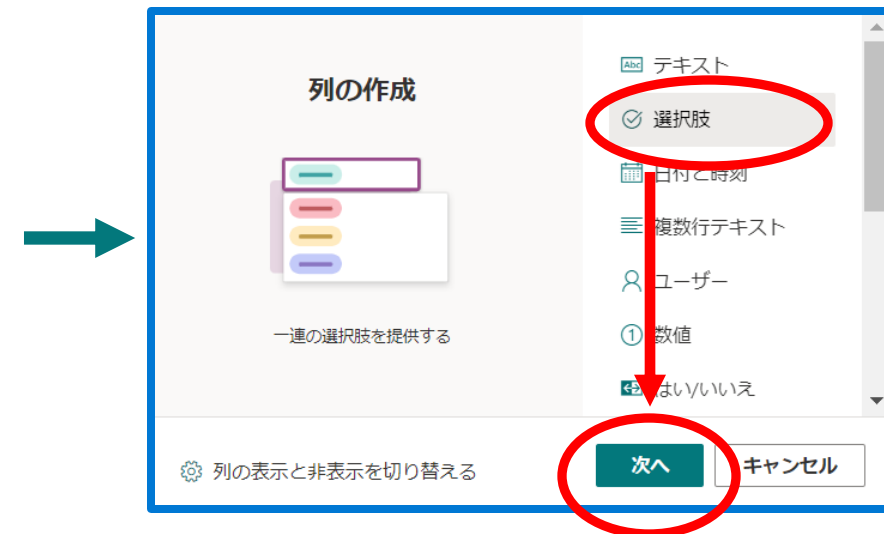 列の作成
一連の選択肢を提供する
Abc テキスト
選択肢
日付と時刻
複数行テキスト
ユーザー
1 数値
はい/いいえ
列の表示と非表示を切り替える
次へ
キャンセル